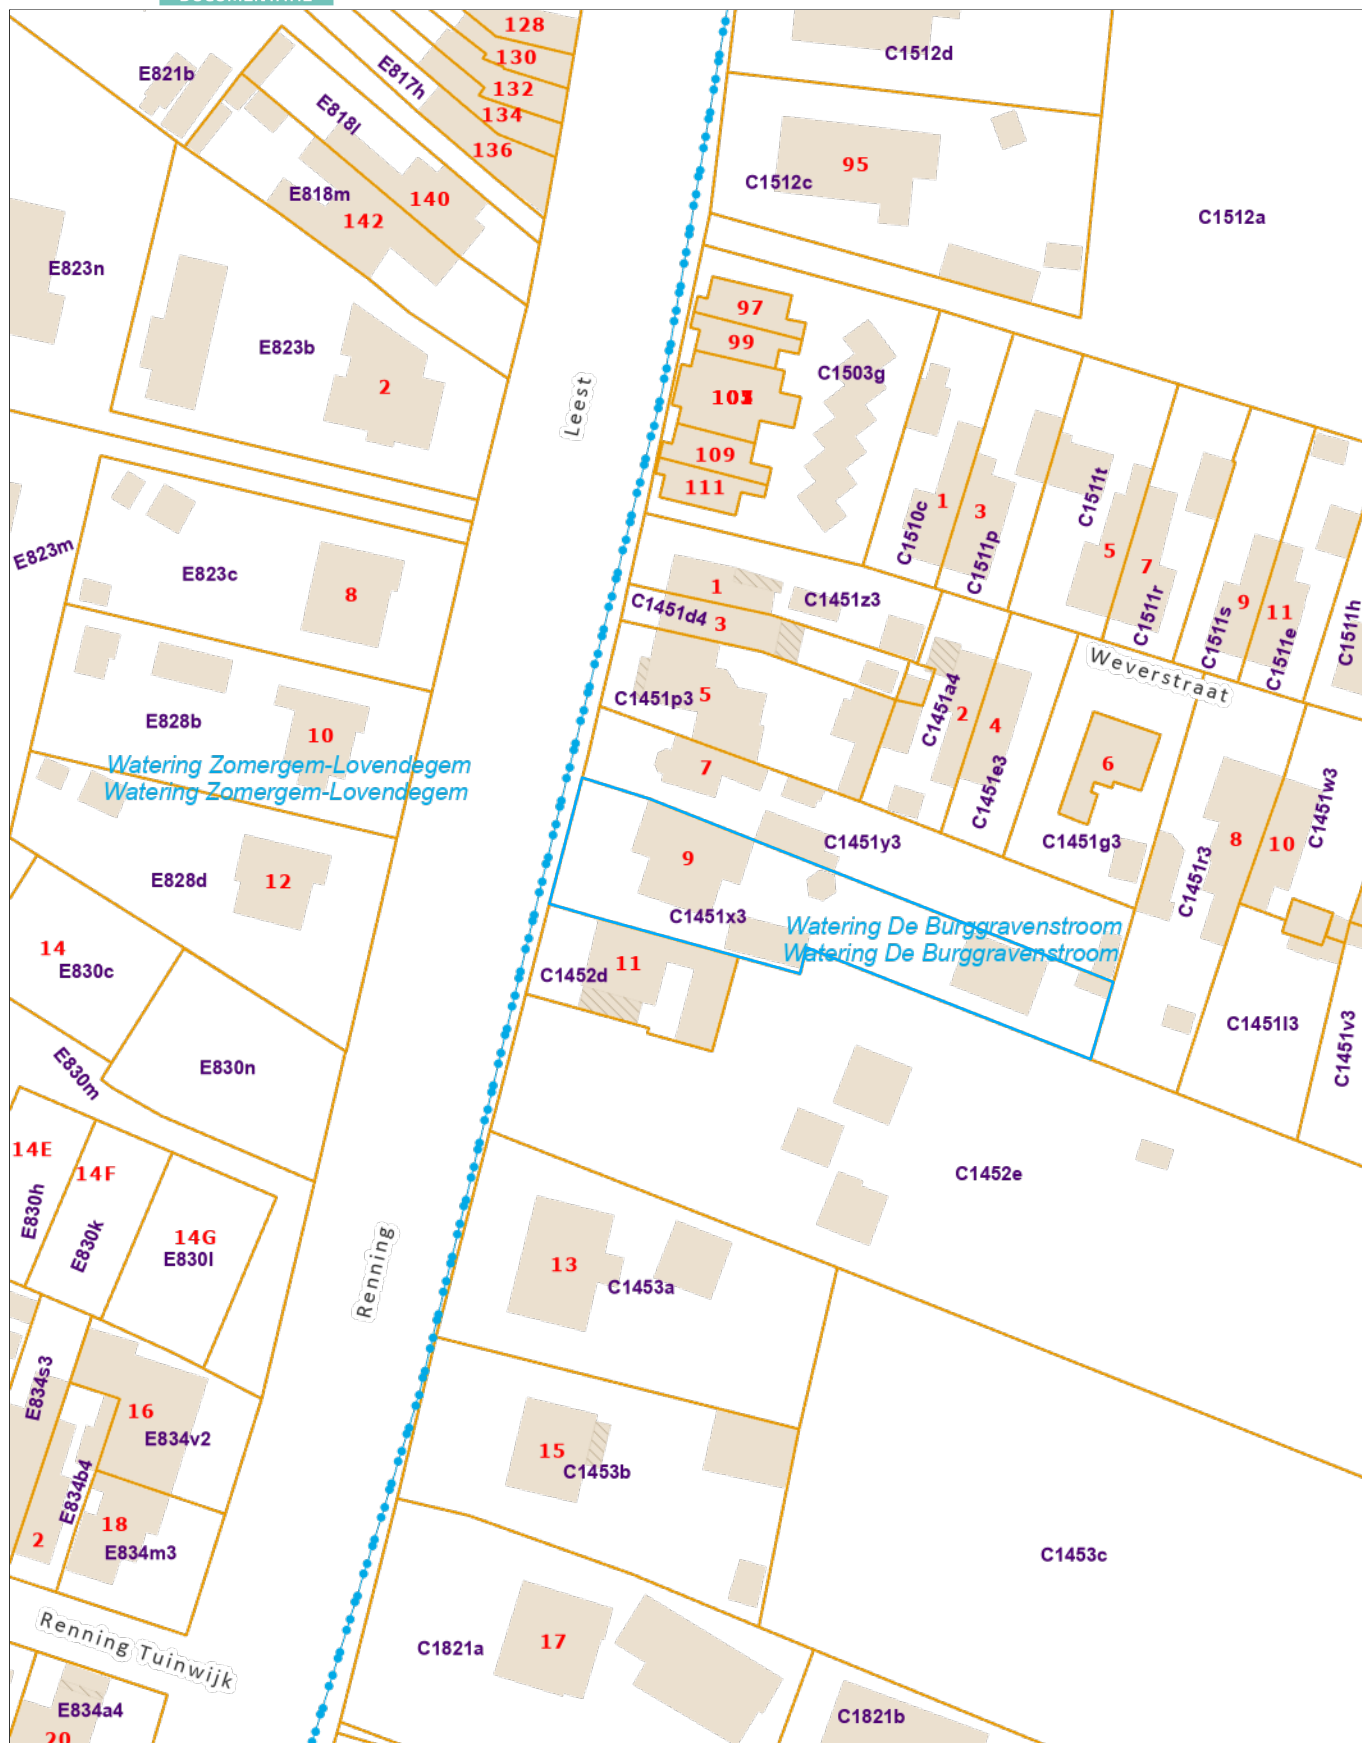 128
130
C1512d
E821b
E817h
132
134
E818l
136
95
C1512c
E818m
140
142
C1512a
E823n
97
E823b
99
C1503g
2
Leest
109
111
C1511t
1
3
C1510c
E823m
5
C1511p
7
E823c
8
1
C1451z3
C1451d4
3
9
11
C1511r
C1511s
C1511h
C1511e
Weverstraat
C1451p3
5
C1451a4
2
4
E828b
10
Watering Zomergem-Lovendegem
Watering Zomergem-Lovendegem
7
6
C1451e3
C1451w3
9
C1451y3
C1451g3
8
10
E828d
12
C1451r3
C1451x3
Watering De Burggravenstroom
Watering De Burggravenstroom
14
E830c
11
C1452d
C1451l3
C1451v3
E830m
E830n
14E
14F
C1452e
E830h
E830k
14G
E830l
Renning
13
C1453a
E834s3
16
E834v2
15
C1453b
E834b4
2
18
E834m3
C1453c
Renning Tuinwijk
C1821a
17
E834a4
20
C1821b